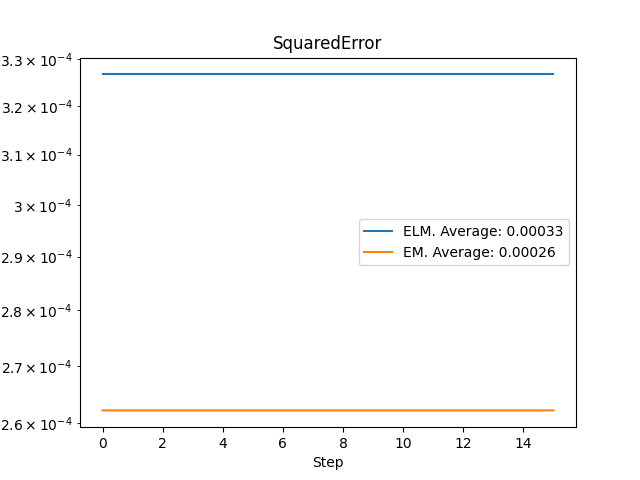 SquaredError
3.3 × 10⁻⁴
3.2 × 10⁻⁴
3.1 × 10⁻⁴
3 × 10⁻⁴
2.9 × 10⁻⁴
2.8 × 10⁻⁴
2.7 × 10⁻⁴
2.6 × 10⁻⁴
ELM. Average: 0.00033
EM. Average: 0.00026
0 2 4 6 8 10 12 14
Step